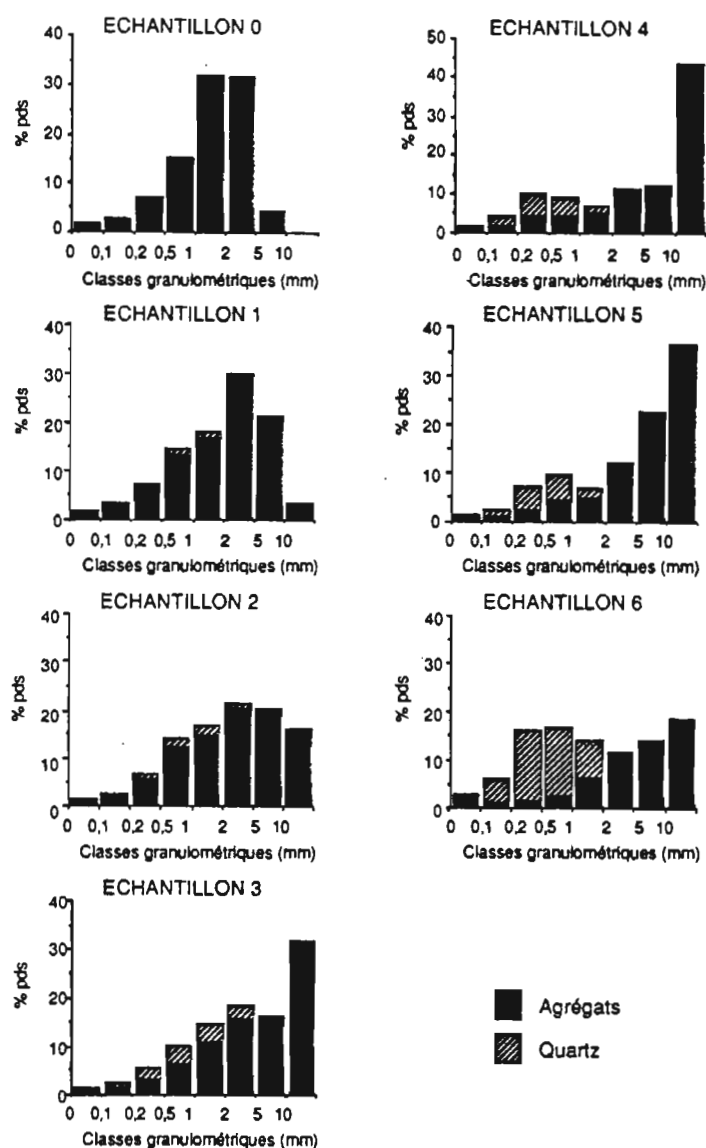 ECHANTILLON 0
40
30
20
10
0
% pds
0 0,1 0,2 0,5 1 2 5 10
Classes granulométriques (mm)
ECHANTILLON 4
50
40
30
20
10
0
% pds
0 0,1 0,2 0,5 1 2 5 10
Classes granulométriques (mm)
ECHANTILLON 1
40
30
20
10
0
% pds
0 0,1 0,2 0,5 1 2 5 10
Classes granulométriques (mm)
ECHANTILLON 5
40
30
20
10
0
% pds
0 0,1 0,2 0,5 1 2 5 10
Classes granulométriques (mm)
ECHANTILLON 2
40
30
20
10
0
% pds
0 0,1 0,2 0,5 1 2 5 10
Classes granulométriques (mm)
ECHANTILLON 6
40
30
20
10
0
% pds
0 0,1 0,2 0,5 1 2 5 10
Classes granulométriques (mm)
ECHANTILLON 3
40
30
20
10
0
% pds
0 0,1 0,2 0,5 1 2 5 10
Classes granulométriques (mm)
Agrégats
Quartz